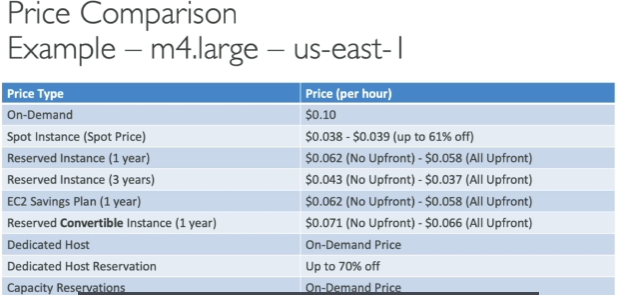 Price Comparison
Example – m4.large – us-east-1
Price Type Price (per hour)
On-Demand $0.10
Spot Instance (Spot Price) $0.038 - $0.039 (up to 61% off)
Reserved Instance (1 year) $0.062 (No Upfront) - $0.058 (All Upfront)
Reserved Instance (3 years) $0.043 (No Upfront) - $0.037 (All Upfront)
EC2 Savings Plan (1 year) $0.062 (No Upfront) - $0.058 (All Upfront)
Reserved Convertible Instance (1 year) $0.071 (No Upfront) - $0.066 (All Upfront)
Dedicated Host On-Demand Price
Dedicated Host Reservation Up to 70% off
Capacity Reservations On-Demand Price